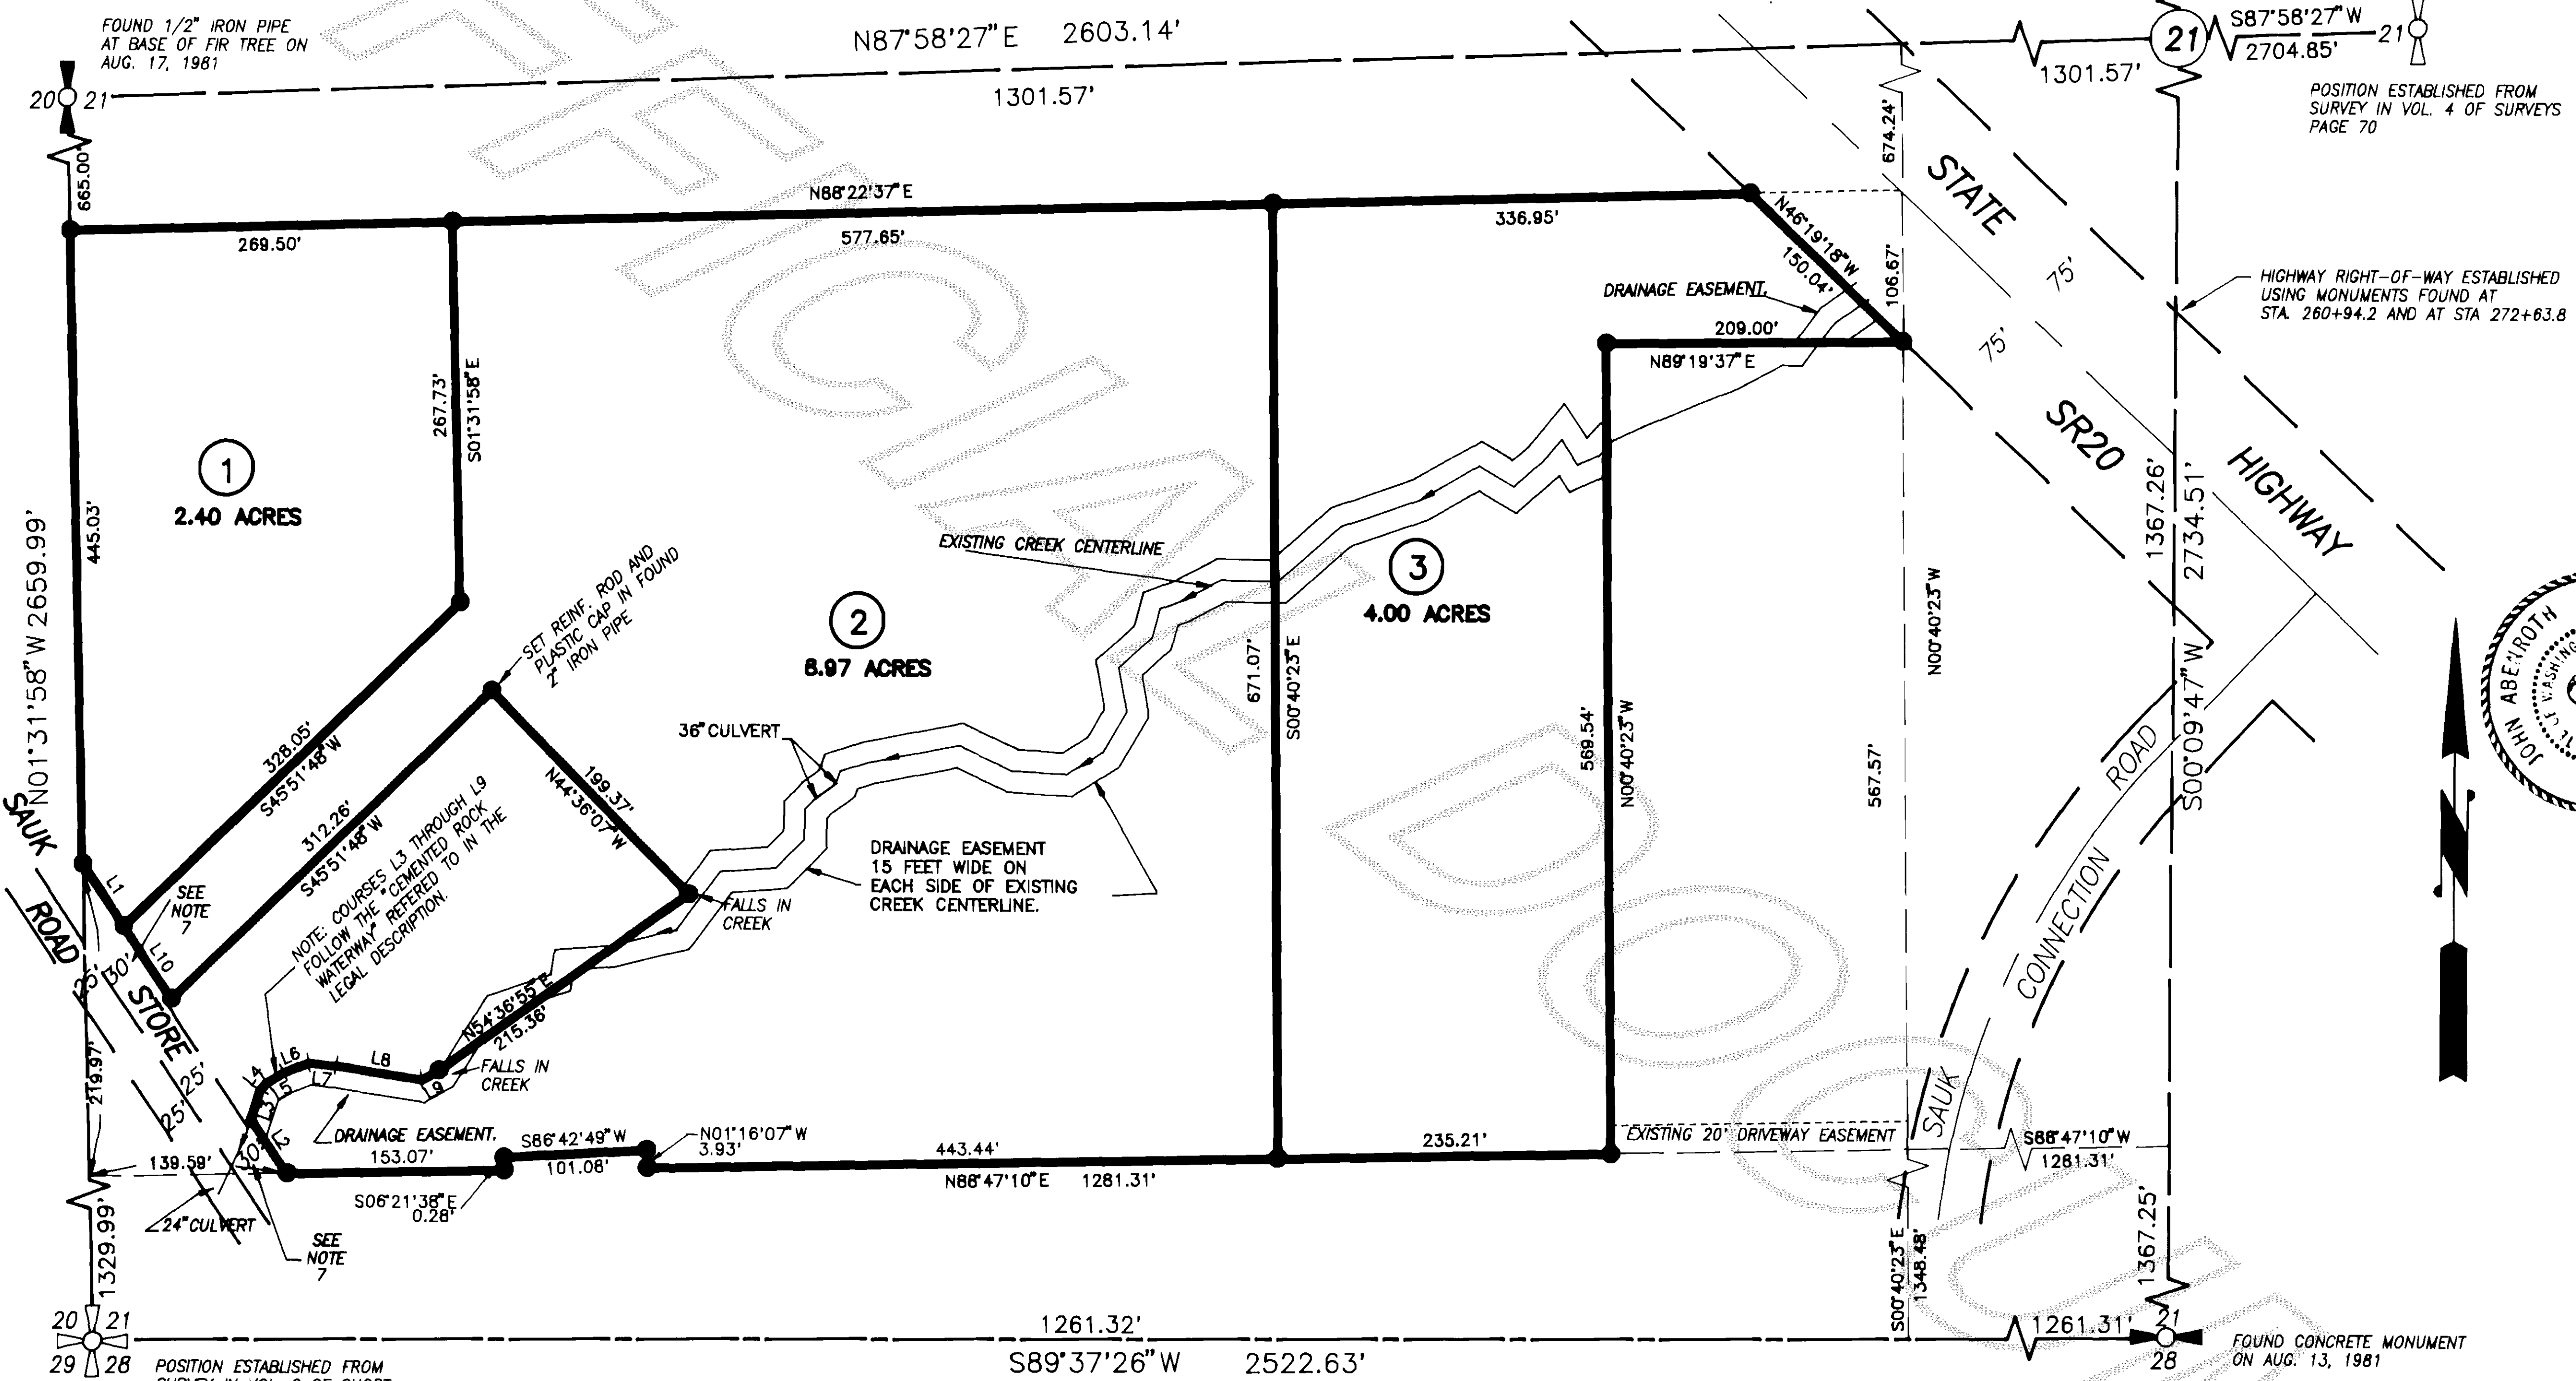 FOUND 1/2" IRON PIPE
AT BASE OF FIR TREE ON
AUG. 17, 1981
20 21
N87°58'27"E 2603.14'
1301.57'
1301.57'
21
S87°58'27"W
2704.85'
21
POSITION ESTABLISHED FROM
SURVEY IN VOL. 4 OF SURVEYS
PAGE 70
665.00'
674.24'
N88°22'37"E
269.50'
577.65'
336.95'
N46°19'18"W
150.04'
106.67'
STATE
75'
75'
SR20
HIGHWAY
HIGHWAY RIGHT-OF-WAY ESTABLISHED
USING MONUMENTS FOUND AT
STA. 260+94.2 AND AT STA 272+63.8
DRAINAGE EASEMENT.
209.00'
N89°19'37"E
267.73'
S01°31'58"E
1
2.40 ACRES
445.03'
N01°31'58"W 2659.99'
EXISTING CREEK CENTERLINE
2
8.97 ACRES
3
4.00 ACRES
671.07'
S00°40'23"E
569.54'
N00°40'23"W
567.57'
N00°40'23"W
1367.26'
2734.51'
S00°09'47"W
SET REINF. ROD AND
PLASTIC CAP IN FOUND
2" IRON PIPE
328.05'
S45°51'48"W
312.26'
S45°51'48"W
199.37'
N44°36'07"W
36" CULVERT
NOTE: COURSES L3 THROUGH L9
FOLLOW THE "CEMENTED ROCK
WATERWAY" REFERED TO IN THE
LEGAL DESCRIPTION.
DRAINAGE EASEMENT
15 FEET WIDE ON
EACH SIDE OF EXISTING
CREEK CENTERLINE.
FALLS IN
CREEK
SAUK
ROAD
STORE
L1
SEE
NOTE
7
L10
25'
30'
N54°36'55"E
215.36'
FALLS IN
CREEK
L4
L6
L5
L3
L7
L8
L9
L2
25'
25'
30'
219.97'
139.59'
DRAINAGE EASEMENT.
153.07'
S86°42'49"W
101.08'
N01°16'07"W
3.93'
S06°21'38"E
0.28'
443.44'
N88°47'10"E 1281.31'
235.21'
EXISTING 20' DRIVEWAY EASEMENT
S88°47'10"W
1281.31'
SAUK
CONNECTION
ROAD
24" CULVERT
SEE
NOTE
7
1329.99'
S00°40'23"E
1348.48'
1367.25'
20 21
29 28
POSITION ESTABLISHED FROM
1261.32'
S89°37'26"W 2522.63'
1261.31'
21
28
FOUND CONCRETE MONUMENT
ON AUG. 13, 1981
N
JOHN ABENROTH